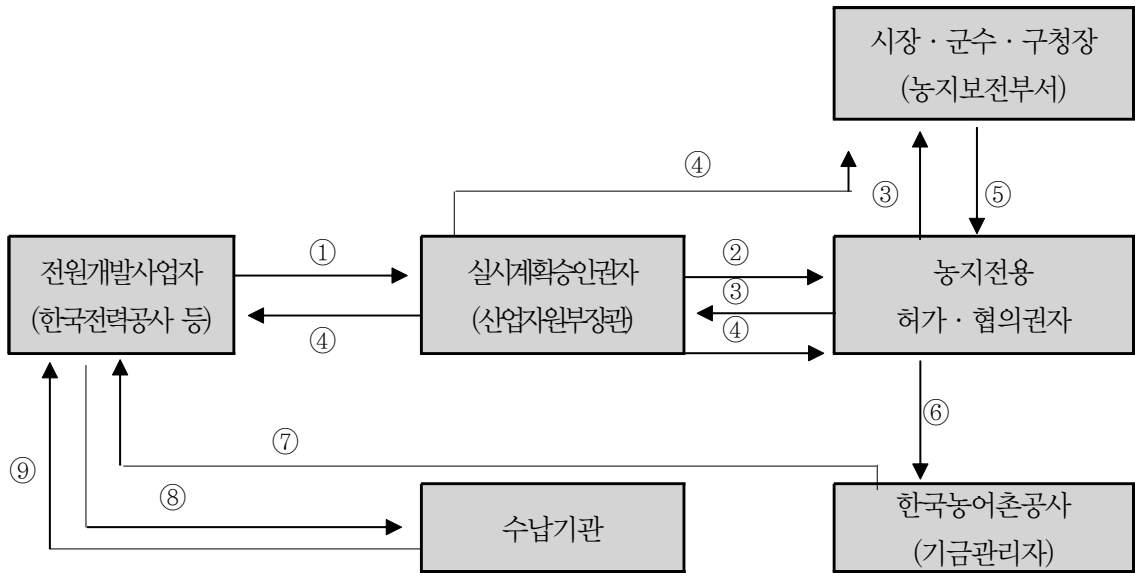 시장 · 군수 · 구청장
(농지보전부서)
④
③
⑤
전원개발사업자
(한국전력공사 등)
①
④
실시계획승인권자
(산업자원부장관)
②
③
④
농지전용
허가 · 협의권자
⑥
⑦
⑨
⑧
수납기관
한국농어촌공사
(기금관리자)